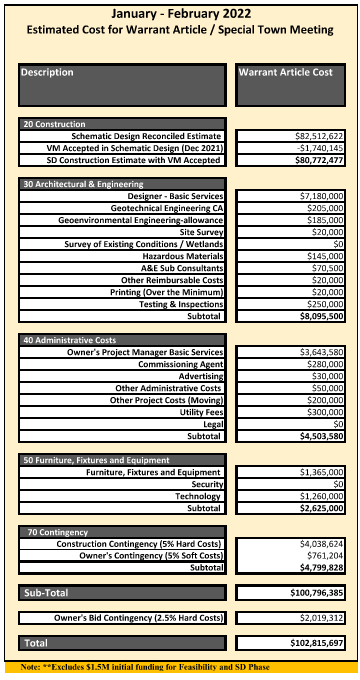 January - February 2022
Estimated Cost for Warrant Article / Special Town Meeting
Description Warrant Article Cost
20 Construction
Schematic Design Reconciled Estimate $82,512,622
VM Accepted in Schematic Design (Dec 2021) -$1,740,145
SD Construction Estimate with VM Accepted $80,772,477
30 Architectural & Engineering
Designer - Basic Services $7,180,000
Geotechnical Engineering CA $205,000
Geoenvironmental Engineering-allowance $185,000
Site Survey $20,000
Survey of Existing Conditions / Wetlands $0
Hazardous Materials $145,000
A&E Sub Consultants $70,500
Other Reimbursable Costs $20,000
Printing (Over the Minimum) $20,000
Testing & Inspections $250,000
Subtotal $8,095,500
40 Administrative Costs
Owner's Project Manager Basic Services $3,643,580
Commissioning Agent $280,000
Advertising $30,000
Other Administrative Costs $50,000
Other Project Costs (Moving) $200,000
Utility Fees $300,000
Legal $0
Subtotal $4,503,580
50 Furniture, Fixtures and Equipment
Furniture, Fixtures and Equipment $1,365,000
Security $0
Technology $1,260,000
Subtotal $2,625,000
70 Contingency
Construction Contingency (5% Hard Costs) $4,038,624
Owner's Contingency (5% Soft Costs) $761,204
Subtotal $4,799,828
Sub-Total $100,796,385
Owner's Bid Contingency (2.5% Hard Costs) $2,019,312
Total $102,815,697
Note: **Excludes $1.5M initial funding for Feasibility and SD Phase